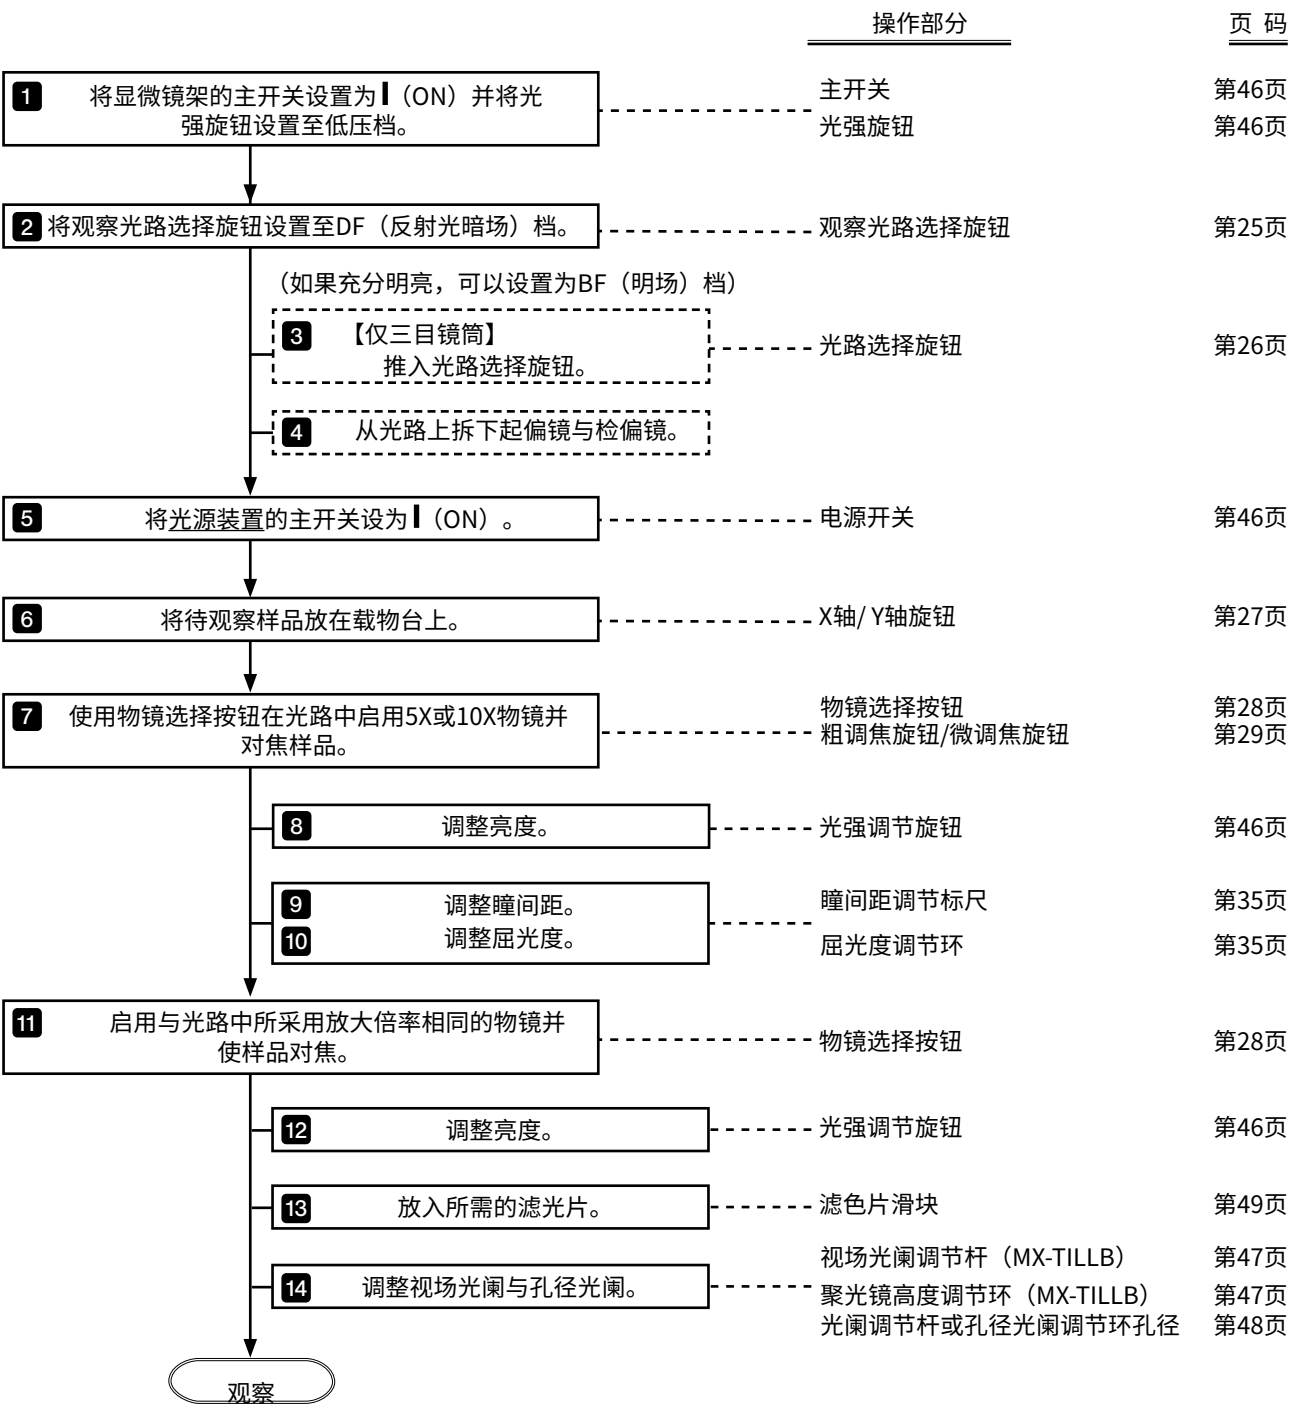 操作部分 页 码
1 将显微镜架的主开关设置为 I（ON）并将光
强旋钮设置至低压档。
主开关 第46页
光强旋钮 第46页
2 将观察光路选择旋钮设置至DF（反射光暗场）档。 观察光路选择旋钮 第25页
（如果充分明亮，可以设置为BF（明场）档）
3 【仅三目镜筒】
推入光路选择旋钮。
光路选择旋钮 第26页
4 从光路上拆下起偏镜与检偏镜。
5 将光源装置的主开关设为 I（ON）。 电源开关 第46页
6 将待观察样品放在载物台上。 X轴/ Y轴旋钮 第27页
7 使用物镜选择按钮在光路中启用5X或10X物镜并
对焦样品。
物镜选择按钮 第28页
粗调焦旋钮/微调焦旋钮 第29页
8 调整亮度。 光强调节旋钮 第46页
9 调整瞳间距。 瞳间距调节标尺 第35页
10 调整屈光度。 屈光度调节环 第35页
11 启用与光路中所采用放大倍率相同的物镜并
使样品对焦。
物镜选择按钮 第28页
12 调整亮度。 光强调节旋钮 第46页
13 放入所需的滤光片。 滤色片滑块 第49页
14 调整视场光阑与孔径光阑。
视场光阑调节杆（MX-TILLB） 第47页
聚光镜高度调节环（MX-TILLB） 第47页
光阑调节杆或孔径光阑调节环孔径 第48页
观察